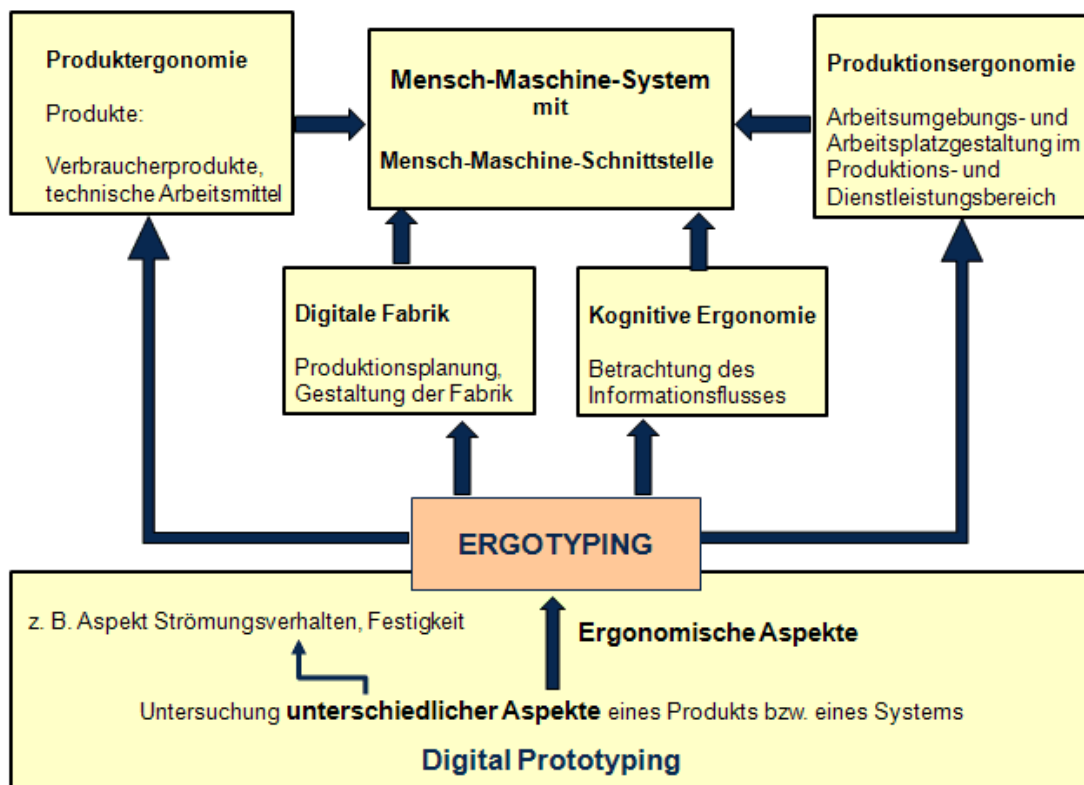 Produktergonomie
Produkte:
Verbraucherprodukte,
technische Arbeitsmittel
Mensch-Maschine-System
mit
Mensch-Maschine-Schnittstelle
Produktionsergonomie
Arbeitsumgebungs- und
Arbeitsplatzgestaltung im
Produktions- und
Dienstleistungsbereich
Digitale Fabrik
Produktionsplanung,
Gestaltung der Fabrik
Kognitive Ergonomie
Betrachtung des
Informationsflusses
ERGOTYPING
z. B. Aspekt Strömungsverhalten, Festigkeit
Ergonomische Aspekte
Untersuchung unterschiedlicher Aspekte eines Produkts bzw. eines Systems
Digital Prototyping